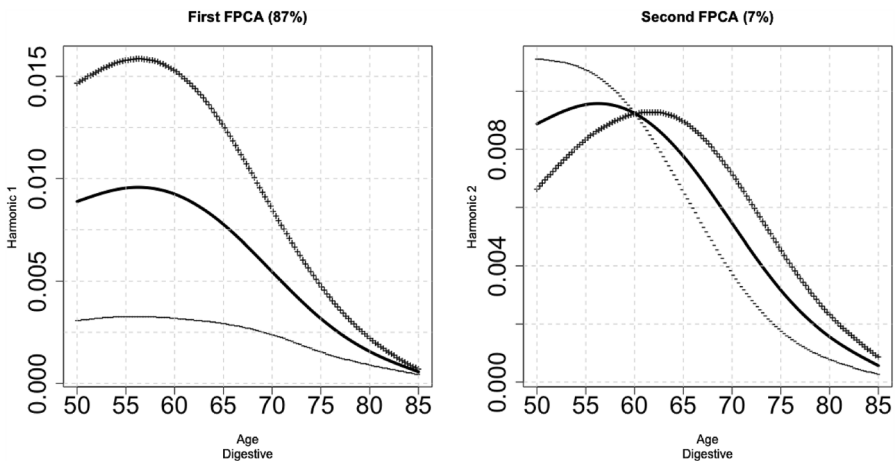 First FPCA (87%)
Harmonic 1
0.015
0.010
0.005
0.000
50 55 60 65 70 75 80 85
Age
Digestive
Second FPCA (7%)
Harmonic 2
0.008
0.004
0.000
50 55 60 65 70 75 80 85
Age
Digestive